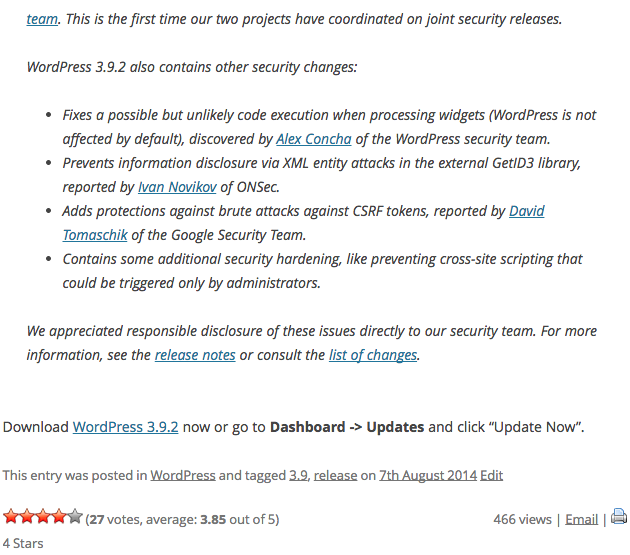 team. This is the first time our two projects have coordinated on joint security releases.
WordPress 3.9.2 also contains other security changes:
• Fixes a possible but unlikely code execution when processing widgets (WordPress is not
affected by default), discovered by Alex Concha of the WordPress security team.
• Prevents information disclosure via XML entity attacks in the external GetID3 library,
reported by Ivan Novikov of ONSec.
• Adds protections against brute attacks against CSRF tokens, reported by David
Tomaschik of the Google Security Team.
• Contains some additional security hardening, like preventing cross-site scripting that
could be triggered only by administrators.
We appreciated responsible disclosure of these issues directly to our security team. For more
information, see the release notes or consult the list of changes.
Download WordPress 3.9.2 now or go to Dashboard -> Updates and click “Update Now”.
This entry was posted in WordPress and tagged 3.9, release on 7th August 2014 Edit
(27 votes, average: 3.85 out of 5) 466 views | Email |
4 Stars